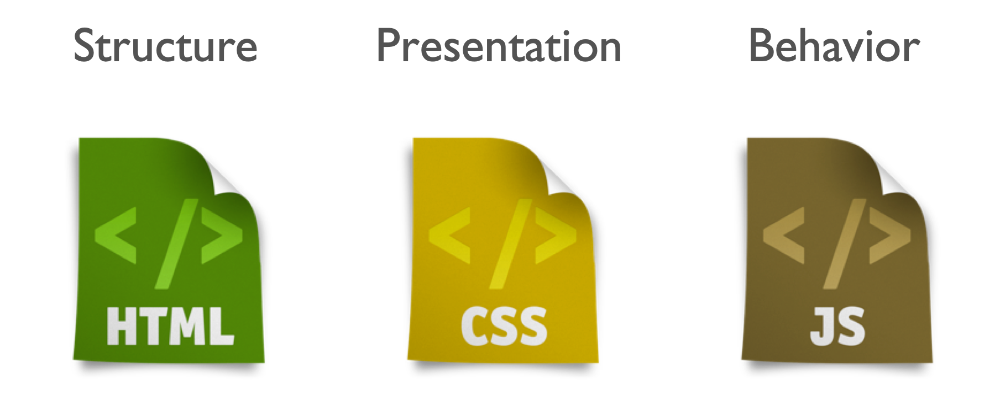 Structure Presentation Behavior
</> </> </>
HTML CSS JS